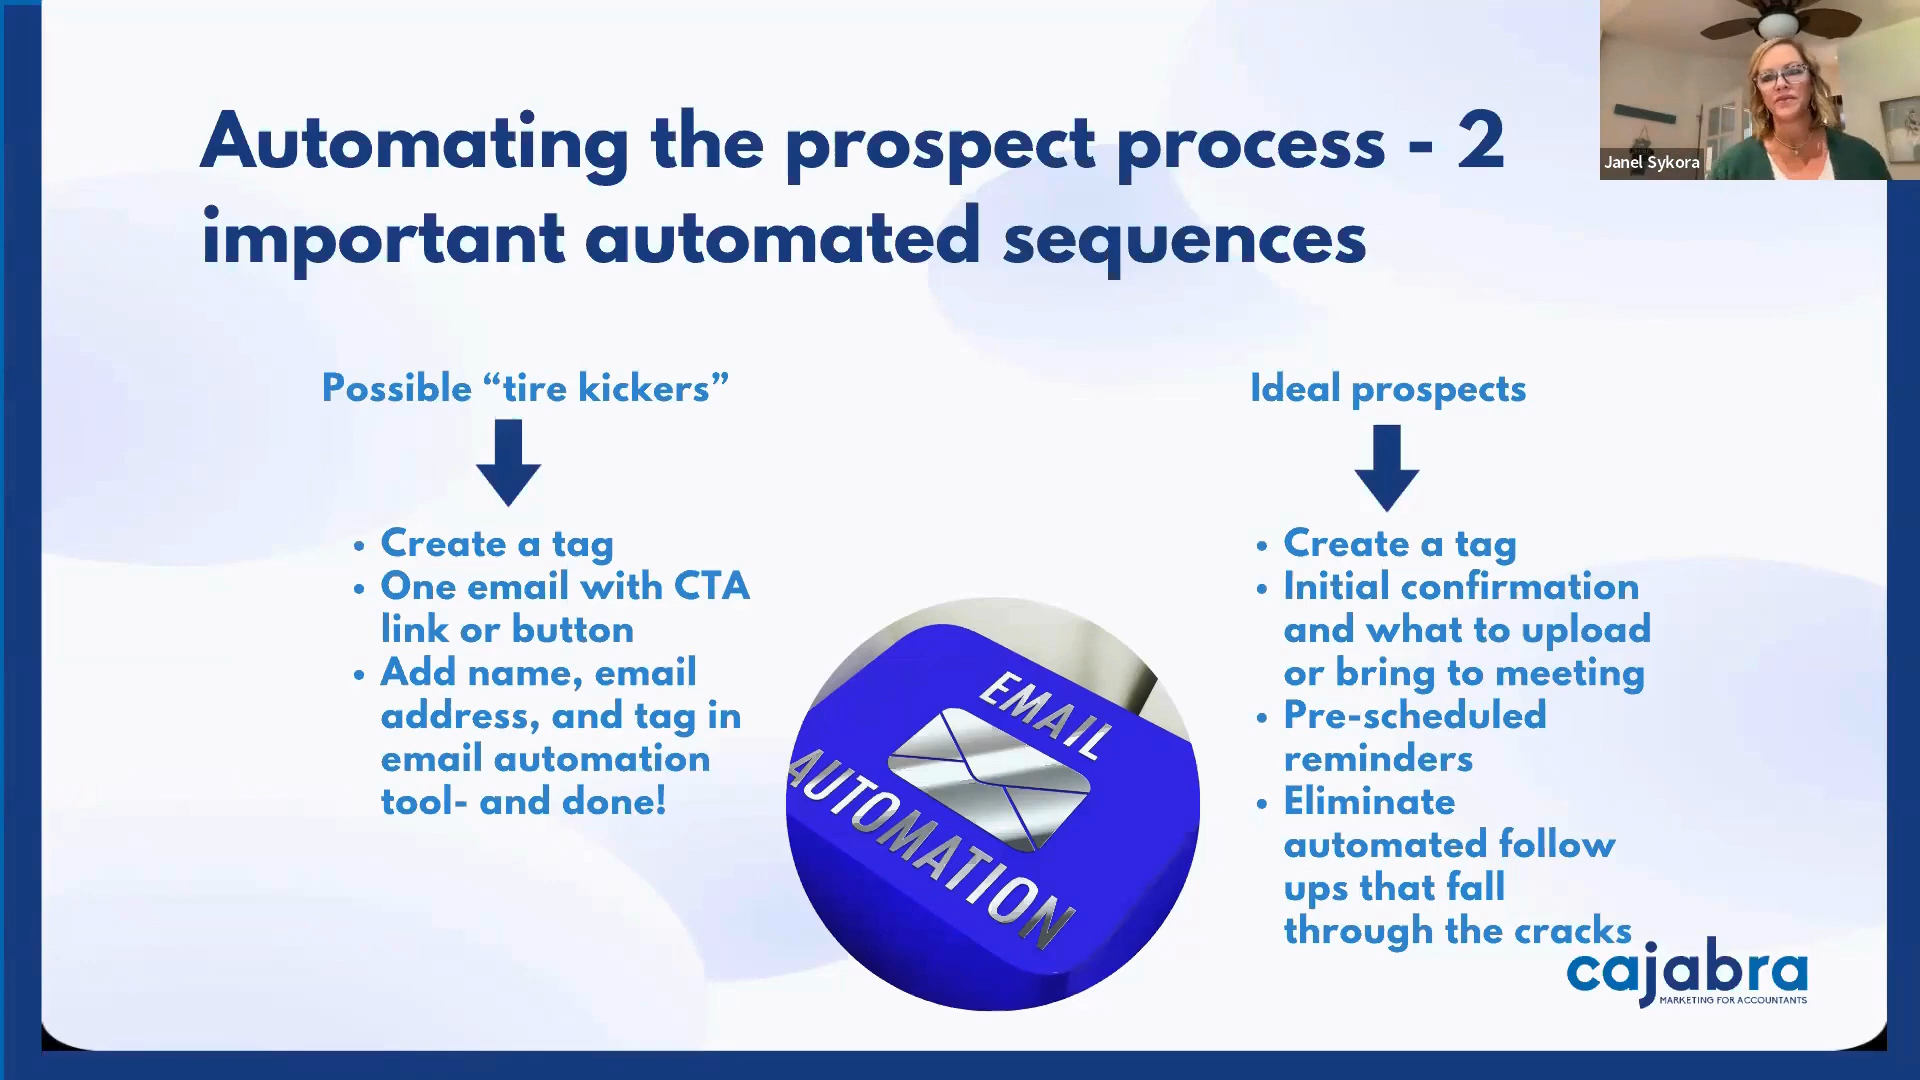 Automating the prospect process - 2
important automated sequences
Janel Sykora
Possible “tire kickers”
• Create a tag
• One email with CTA
link or button
• Add name, email
address, and tag in
email automation
tool- and done!
EMAIL
AUTOMATION
Ideal prospects
• Create a tag
• Initial confirmation
and what to upload
or bring to meeting
• Pre-scheduled
reminders
• Eliminate
automated follow
ups that fall
through the cracks
cajabra
MARKETING FOR ACCOUNTANTS